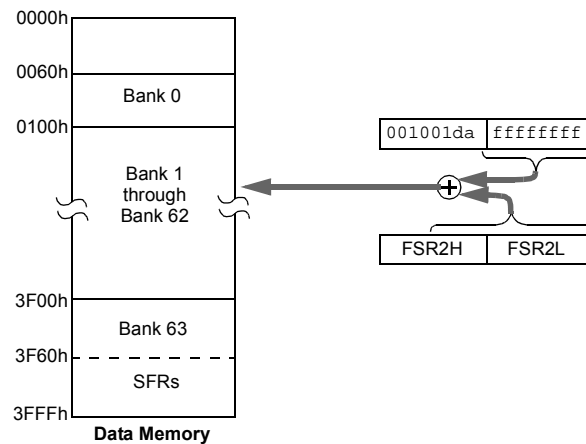 0000h
0060h
Bank 0
0100h
001001da ffffffff
Bank 1
through
Bank 62
FSR2H FSR2L
3F00h
Bank 63
3F60h
SFRs
3FFFh
Data Memory